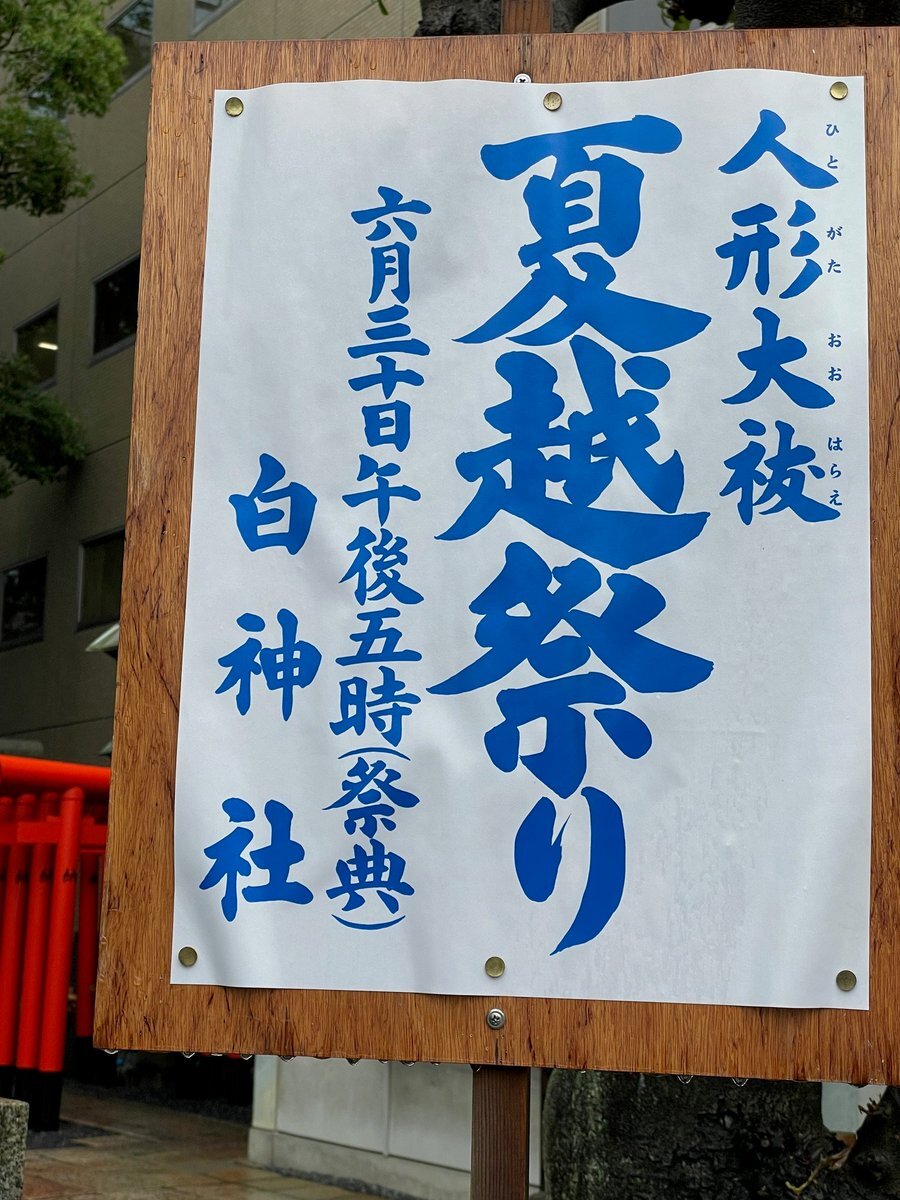 人形大祓
ひとがたおおはらえ
夏越祭り
六月三十日午後五時(祭典)
白神社